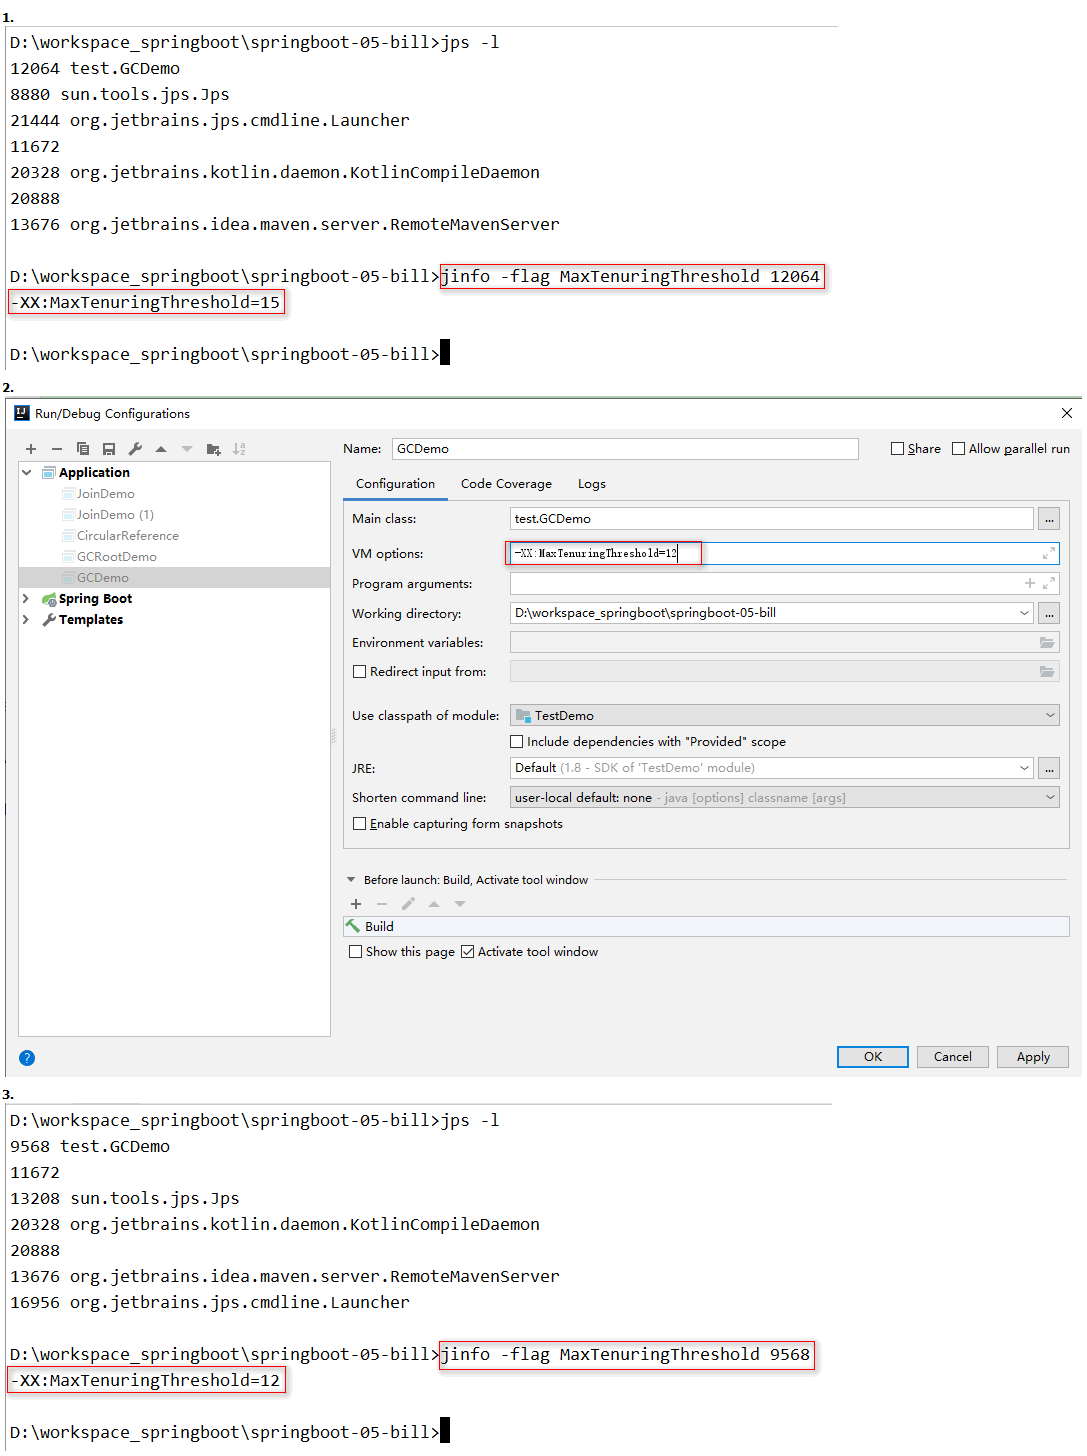 1.
D:\workspace_springboot\springboot-05-bill>jps -l
12064 test.GCDemo
8880 sun.tools.jps.Jps
21444 org.jetbrains.jps.cmdline.Launcher
11672
20328 org.jetbrains.kotlin.daemon.KotlinCompileDaemon
20888
13676 org.jetbrains.idea.maven.server.RemoteMavenServer
D:\workspace_springboot\springboot-05-bill>jinfo -flag MaxTenuringThreshold 12064
-XX:MaxTenuringThreshold=15
D:\workspace_springboot\springboot-05-bill>
2.
Run/Debug Configurations
Name: GCDemo Share Allow parallel run
Application
JoinDemo
JoinDemo (1)
CircularReference
GCRootDemo
GCDemo
Spring Boot
Templates
Configuration Code Coverage Logs
Main class: test.GCDemo ...
VM options: -XX:MaxTenuringThreshold=12
Program arguments:
Working directory: D:\workspace_springboot\springboot-05-bill ...
Environment variables:
Redirect input from:
Use classpath of module: TestDemo
Include dependencies with "Provided" scope
JRE: Default (1.8 - SDK of 'TestDemo' module) ...
Shorten command line: user-local default: none - java [options] classname [args]
Enable capturing form snapshots
Before launch: Build, Activate tool window
Build
Show this page Activate tool window
? OK Cancel Apply
3.
D:\workspace_springboot\springboot-05-bill>jps -l
9568 test.GCDemo
11672
13208 sun.tools.jps.Jps
20328 org.jetbrains.kotlin.daemon.KotlinCompileDaemon
20888
13676 org.jetbrains.idea.maven.server.RemoteMavenServer
16956 org.jetbrains.jps.cmdline.Launcher
D:\workspace_springboot\springboot-05-bill>jinfo -flag MaxTenuringThreshold 9568
-XX:MaxTenuringThreshold=12
D:\workspace_springboot\springboot-05-bill>